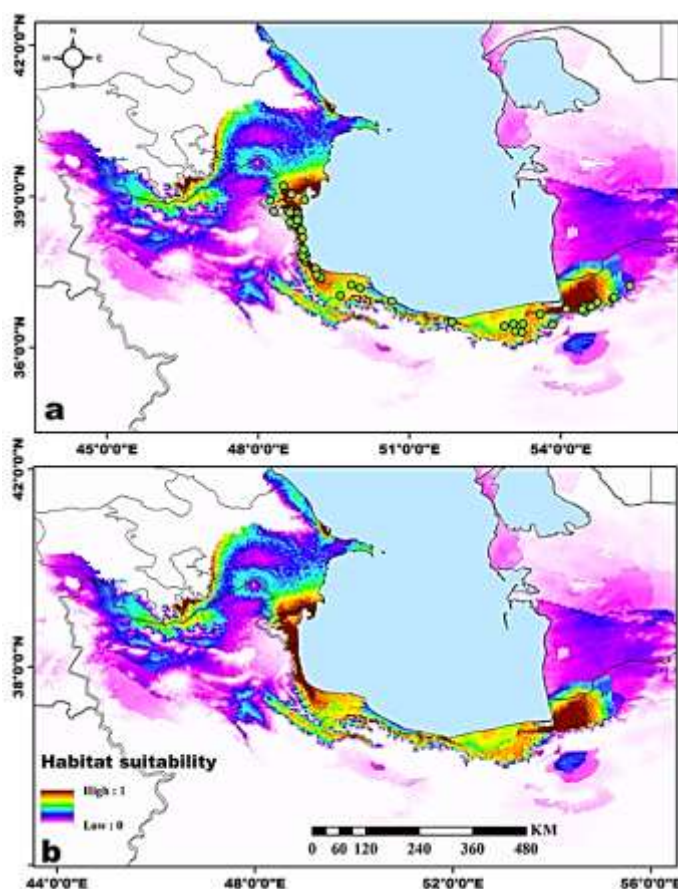 N
W E
S
42°0'0"N
39°0'0"N
36°0'0"N
a
45°0'0"E 48°0'0"E 51°0'0"E 54°0'0"E
42°0'0"N
38°0'0"N
Habitat suitability
High : 1
Low : 0
KM
0 60 120 240 360 480
b
44°0'0"E 48°0'0"E 52°0'0"E 56°0'0"E